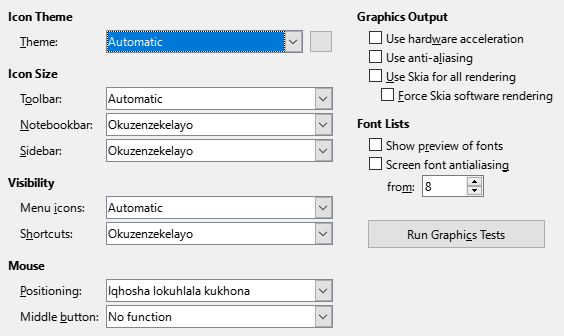 Icon Theme
Theme: Automatic
Icon Size
Toolbar: Automatic
Notebookbar: Okuzenzekelayo
Sidebar: Okuzenzekelayo
Visibility
Menu icons: Automatic
Shortcuts: Okuzenzekelayo
Mouse
Positioning: Iqhosha lokuhlala kukhona
Middle button: No function
Graphics Output
Use hardware acceleration
Use anti-aliasing
Use Skia for all rendering
Force Skia software rendering
Font Lists
Show preview of fonts
Screen font antialiasing
from: 8
Run Graphics Tests